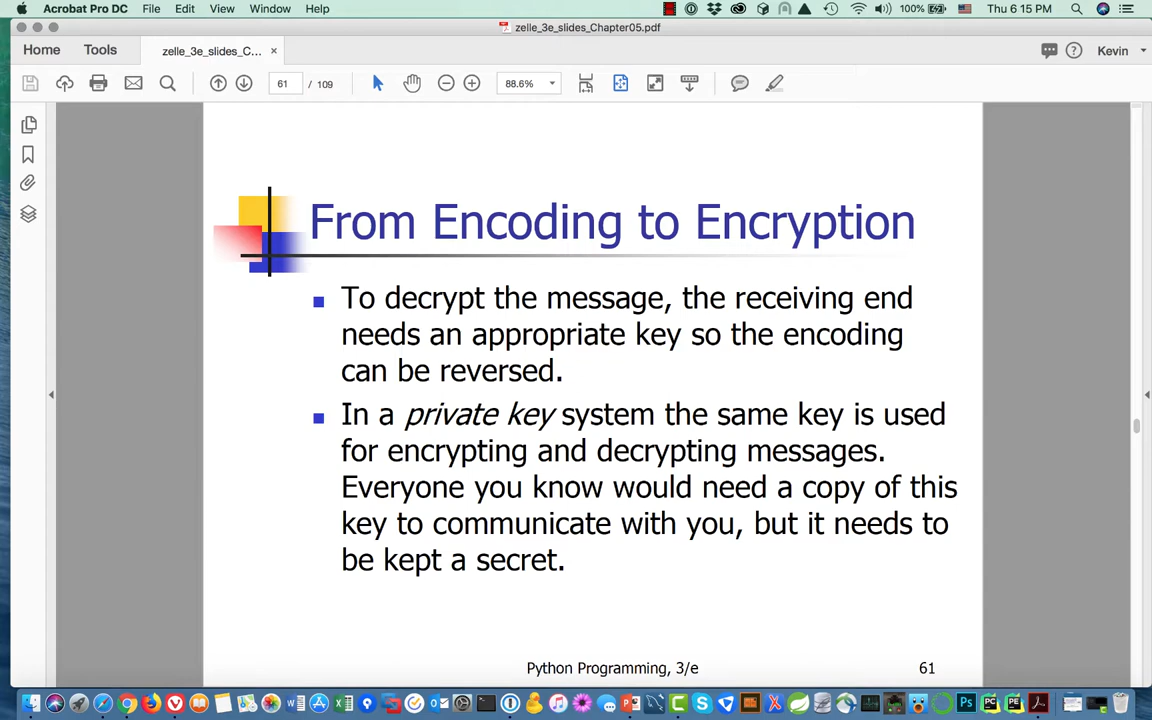 Acrobat Pro DC File Edit View Window Help 100% Thu 6:15 PM
zelle_3e_slides_Chapter05.pdf
Home Tools zelle_3e_slides_C... × Kevin
61 / 109 88.6%
From Encoding to Encryption
To decrypt the message, the receiving end
needs an appropriate key so the encoding
can be reversed.
In a private key system the same key is used
for encrypting and decrypting messages.
Everyone you know would need a copy of this
key to communicate with you, but it needs to
be kept a secret.
Python Programming, 3/e 61